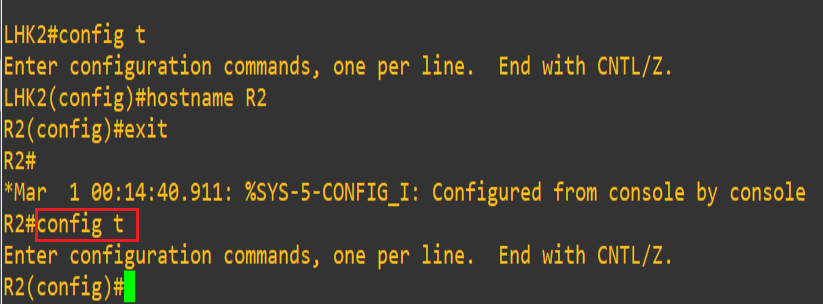 LHK2#config t
Enter configuration commands, one per line.  End with CNTL/Z.
LHK2(config)#hostname R2
R2(config)#exit
R2#
*Mar  1 00:14:40.911: %SYS-5-CONFIG_I: Configured from console by console
R2#config t
Enter configuration commands, one per line.  End with CNTL/Z.
R2(config)#